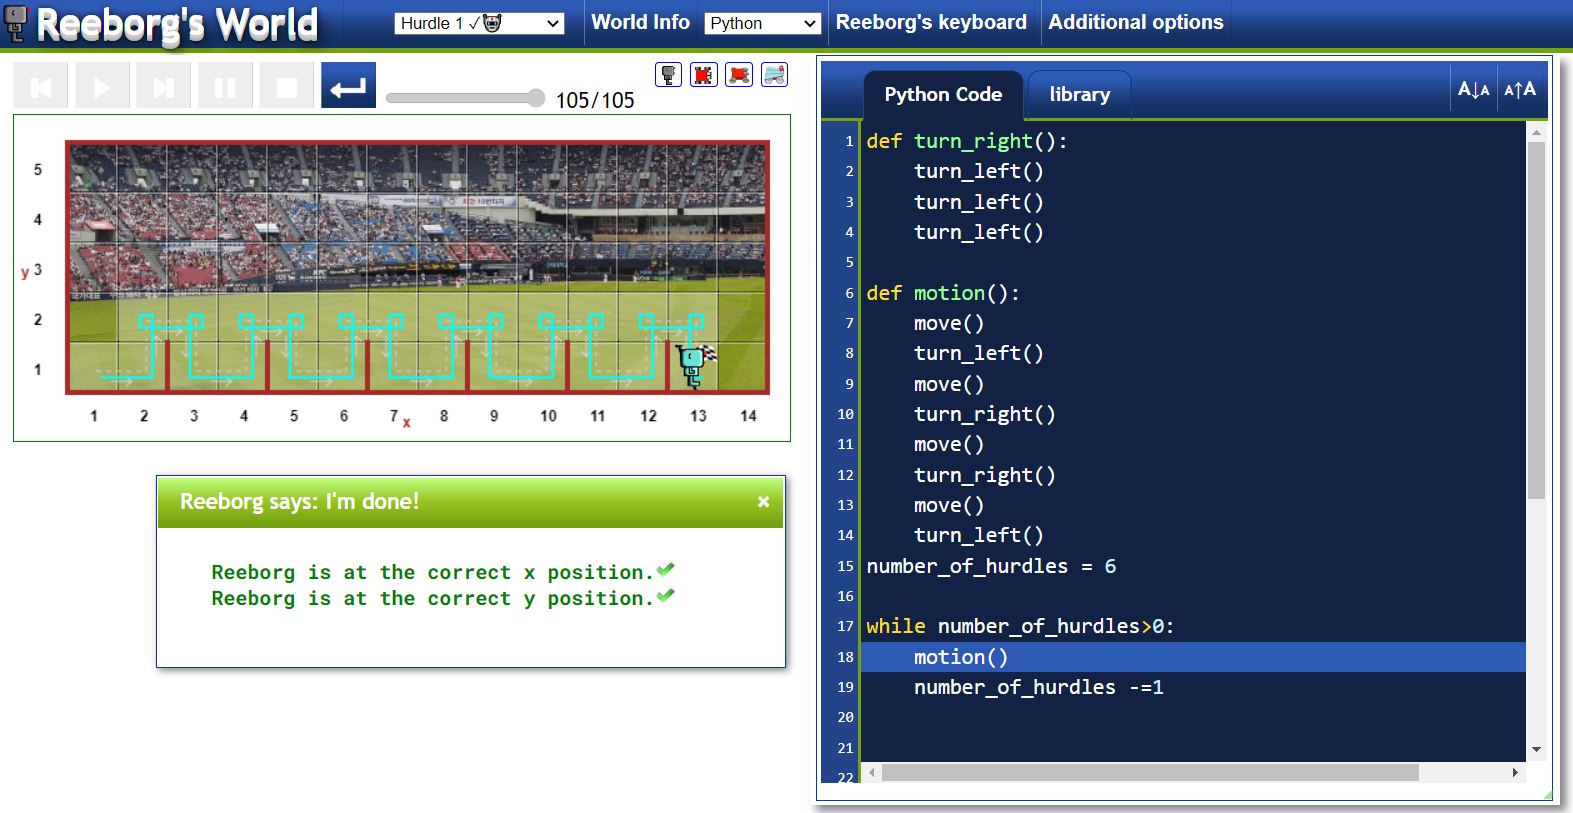 Reeborg's World
Hurdle 1 ✓
World Info
Python
Reeborg's keyboard
Additional options
105/105
Python Code
library
A↓A
A↑A
5
4
y 3
2
1
1 2 3 4 5 6 7 8 9 10 11 12 13 14
x
Reeborg says: I'm done!
×
Reeborg is at the correct x position.
Reeborg is at the correct y position.
1 def turn_right():
2     turn_left()
3     turn_left()
4     turn_left()
5
6 def motion():
7     move()
8     turn_left()
9     move()
10     turn_right()
11     move()
12     turn_right()
13     move()
14     turn_left()
15 number_of_hurdles = 6
16
17 while number_of_hurdles>0:
18     motion()
19     number_of_hurdles -=1
20
21
22